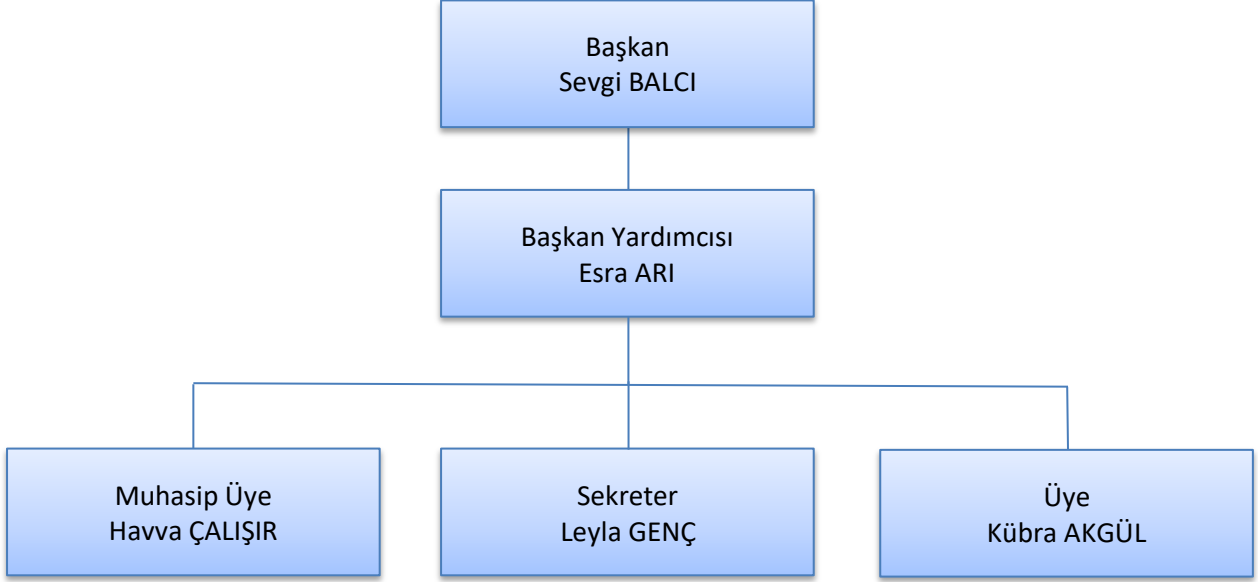 Başkan
Sevgi BALCI
Başkan Yardımcısı
Esra ARI
Muhasip Üye
Havva ÇALIŞIR
Sekreter
Leyla GENÇ
Üye
Kübra AKGÜL